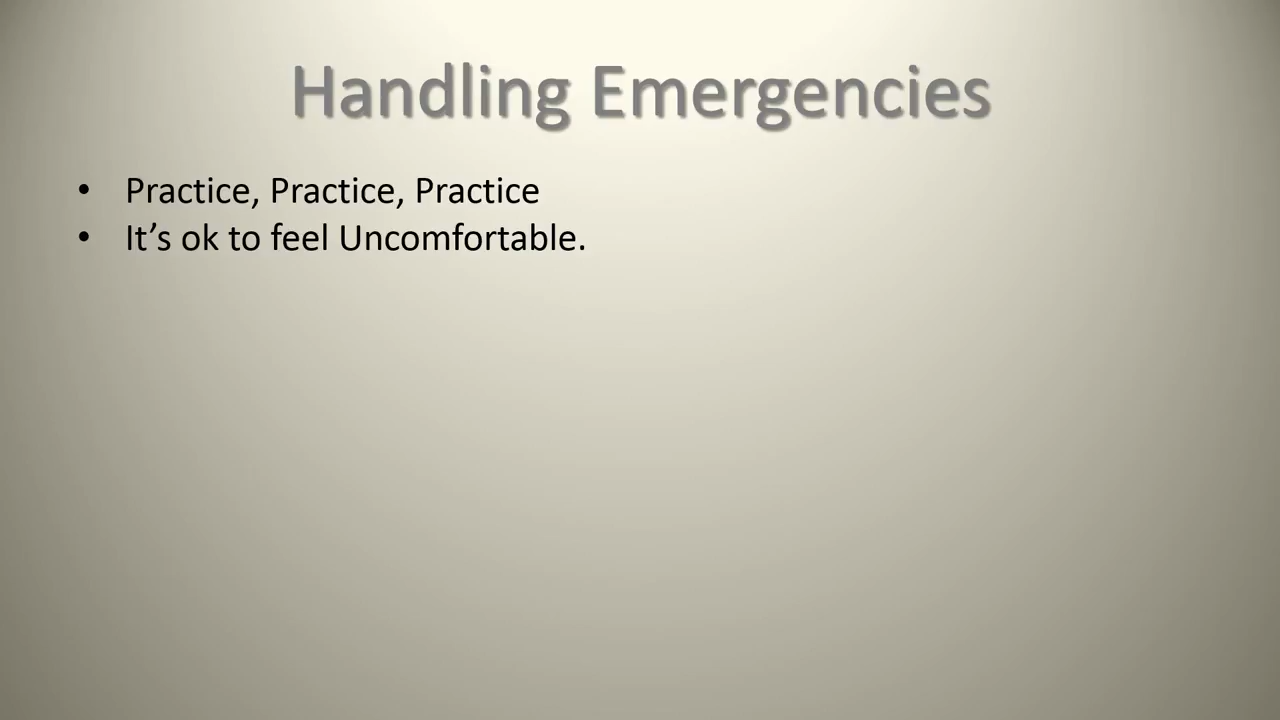 Handling Emergencies
• Practice, Practice, Practice
• It’s ok to feel Uncomfortable.